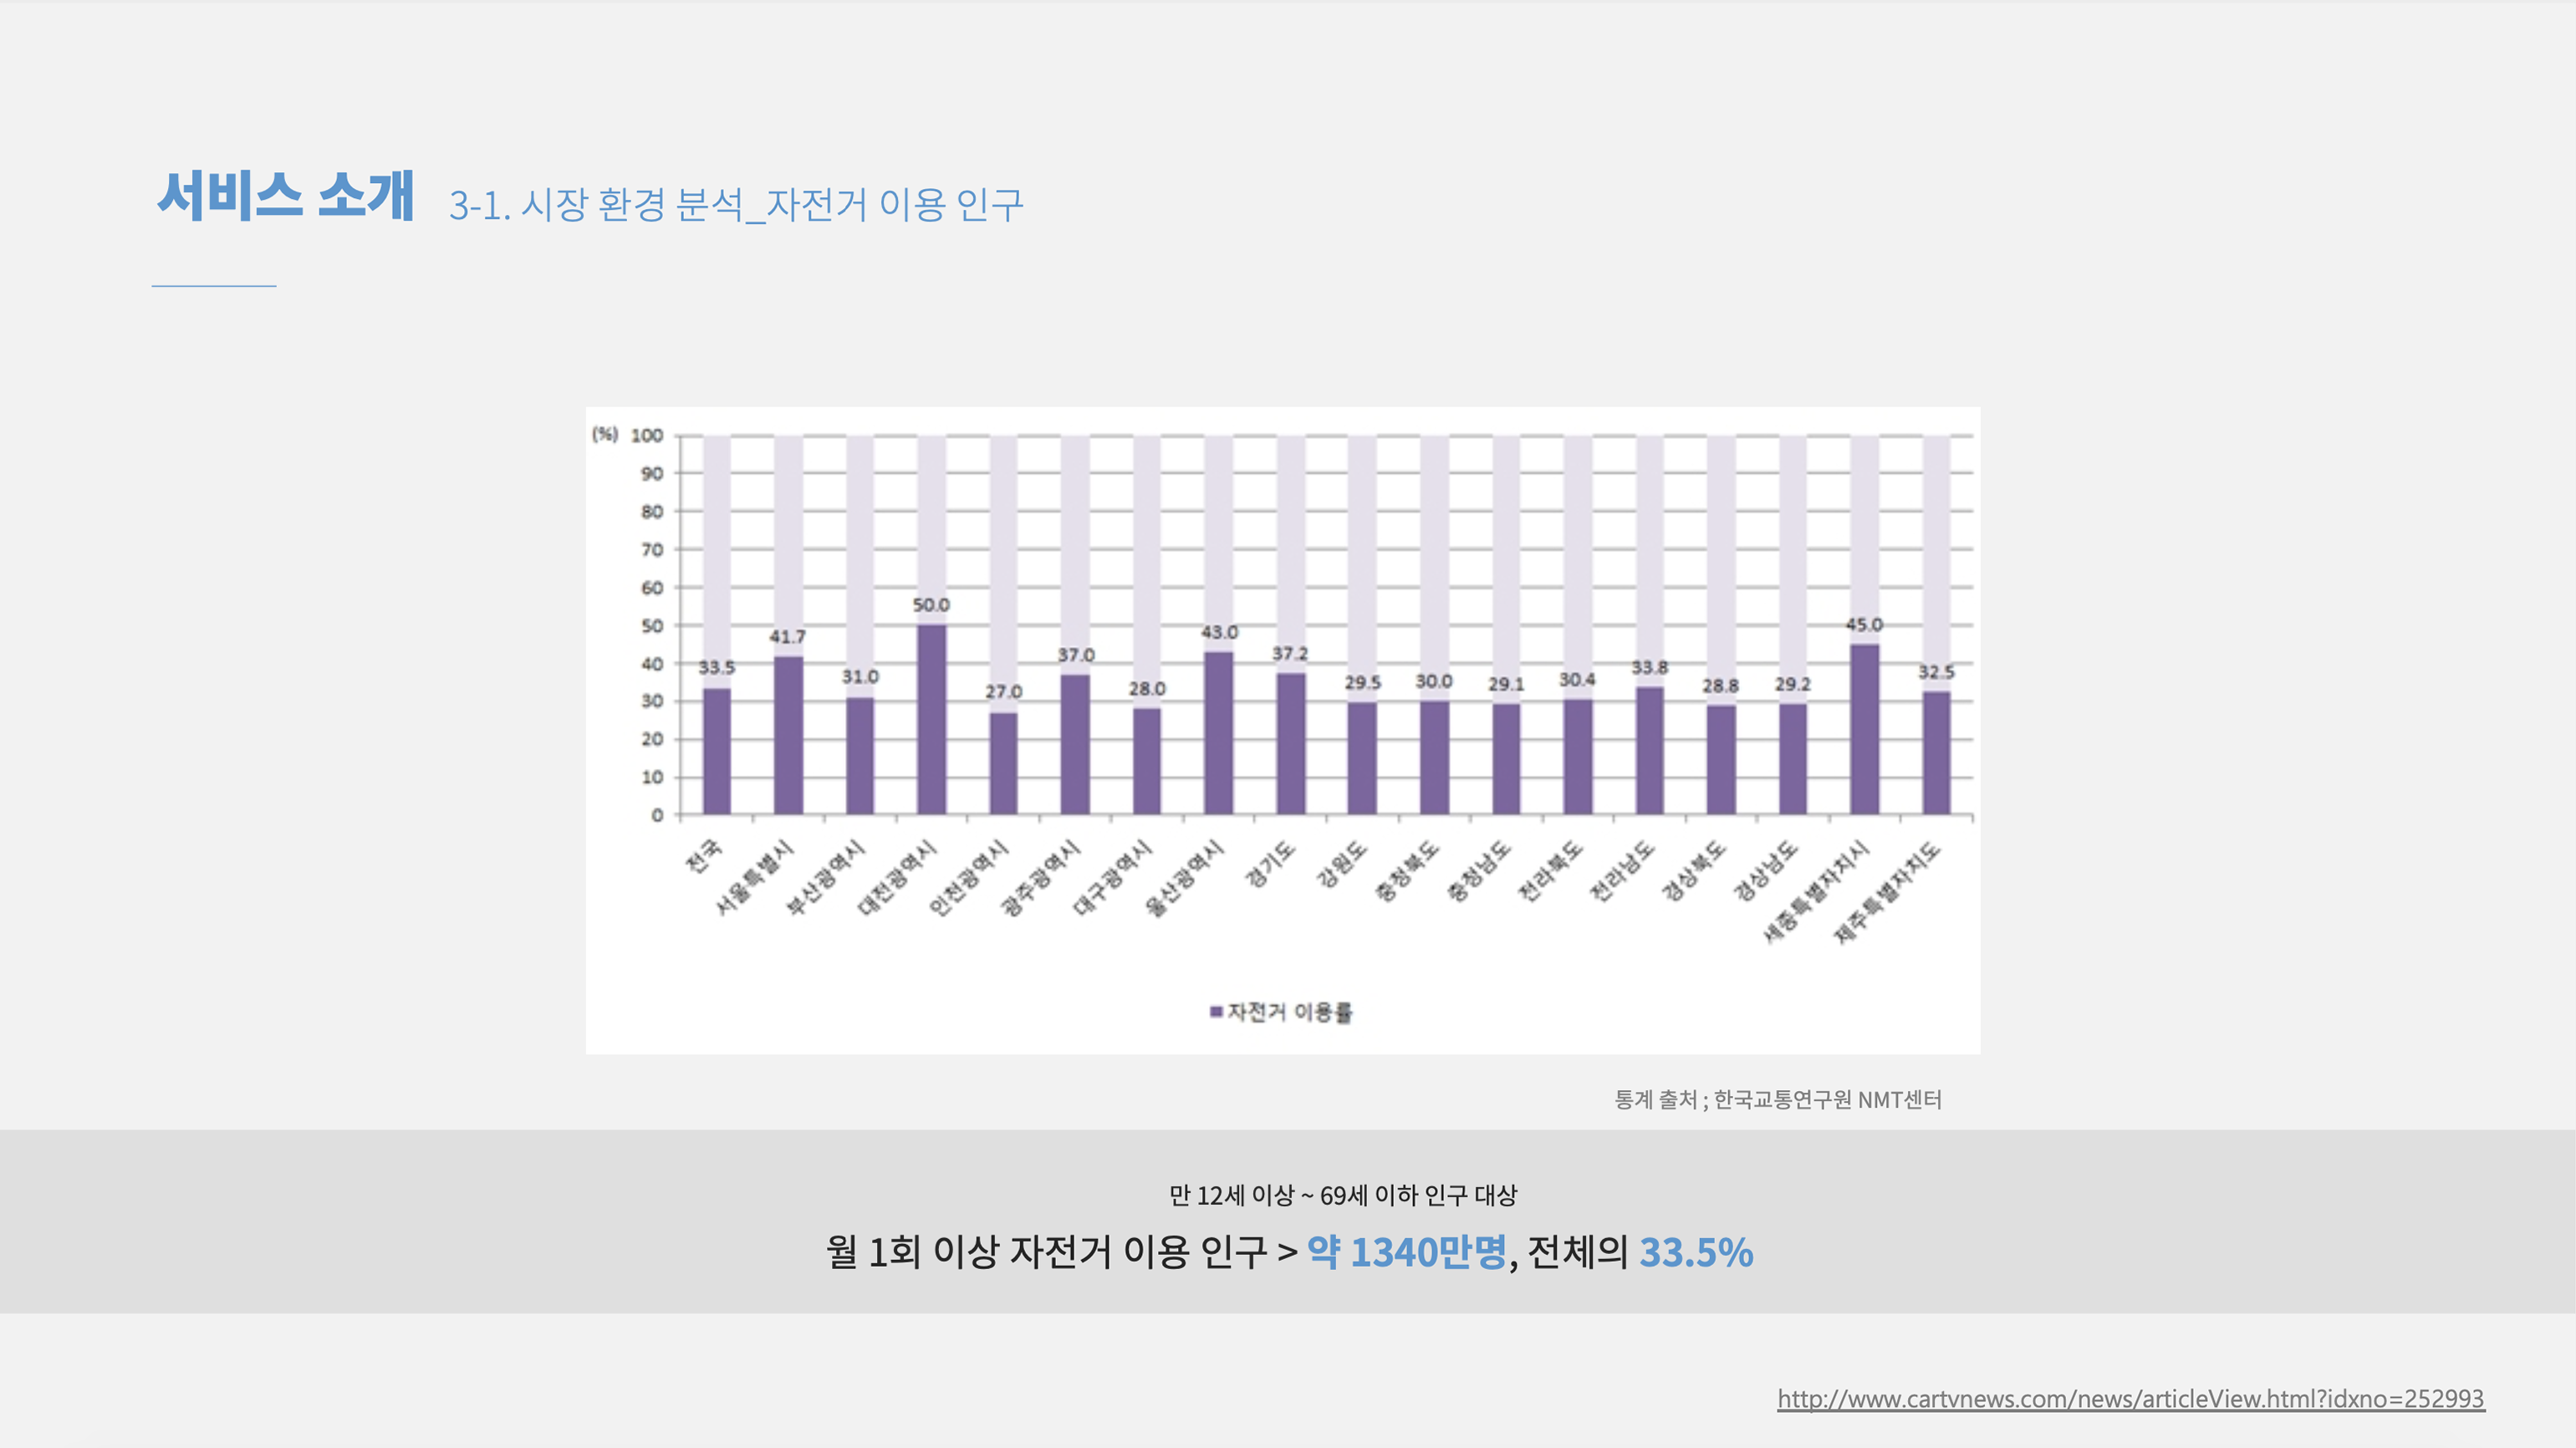 서비스 소개 3-1. 시장 환경 분석_자전거 이용 인구
(%) 100
90
80
70
60
50
40
30
20
10
0
33.5 41.7 31.0 50.0 27.0 37.0 28.0 43.0 37.2 29.5 30.0 29.1 30.4 33.8 28.8 29.2 45.0 32.5
전국 서울특별시 부산광역시 대전광역시 인천광역시 광주광역시 대구광역시 울산광역시 경기도 강원도 충청북도 충청남도 전라북도 전라남도 경상북도 경상남도 세종특별자치시 제주특별자치도
자전거 이용률
통계 출처 ; 한국교통연구원 NMT센터
만 12세 이상 ~ 69세 이하 인구 대상
월 1회 이상 자전거 이용 인구 > 약 1340만명, 전체의 33.5%
http://www.cartvnews.com/news/articleView.html?idxno=252993